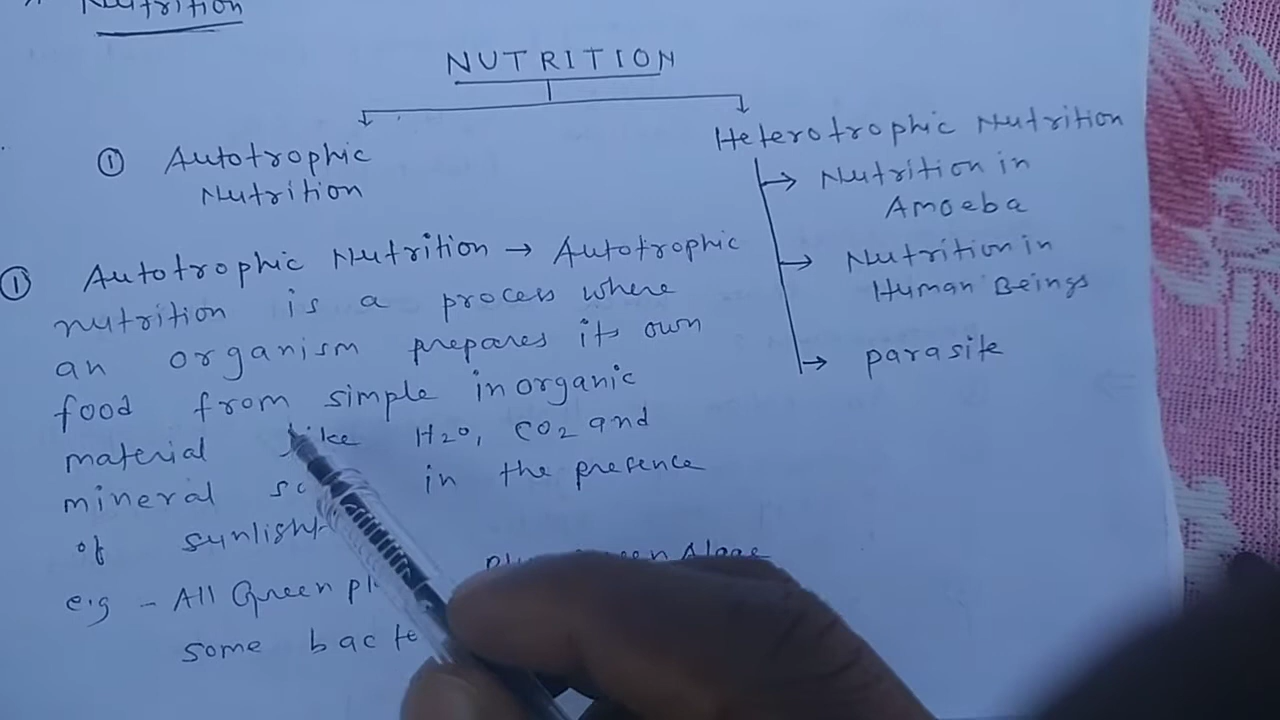 Nutrition
NUTRITION
① Autotrophic
Nutrition
Heterotrophic Nutrition
→ Nutrition in
Amoeba
→ Nutrition in
Human Beings
→ parasite
① Autotrophic Nutrition → Autotrophic
nutrition is a process where
an organism prepares its own
food from simple inorganic
material like H2O, CO2 and
mineral in the presence
of sunlight
e.g - All Green
some